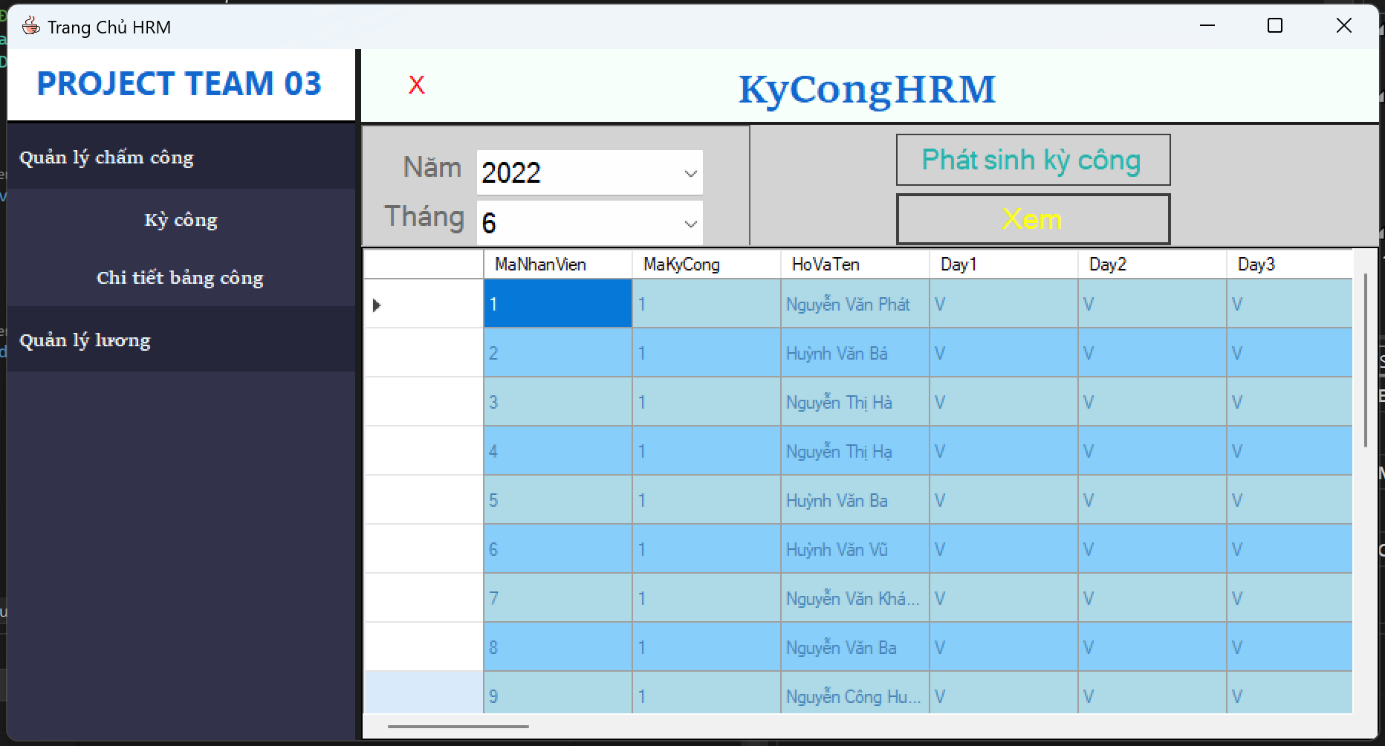 Trang Chủ HRM
PROJECT TEAM 03
X
KyCongHRM
Quản lý chấm công
Kỳ công
Chi tiết bảng công
Quản lý lương
Năm 2022
Tháng 6
Phát sinh kỳ công
Xem
MaNhanVien MaKyCong HoVaTen Day1 Day2 Day3
1 1 Nguyễn Văn Phát V V V
2 1 Huỳnh Văn Bá V V V
3 1 Nguyễn Thị Hà V V V
4 1 Nguyễn Thị Hạ V V V
5 1 Huỳnh Văn Ba V V V
6 1 Huỳnh Văn Vũ V V V
7 1 Nguyễn Văn Khá... V V V
8 1 Nguyễn Văn Ba V V V
9 1 Nguyễn Công Hu... V V V